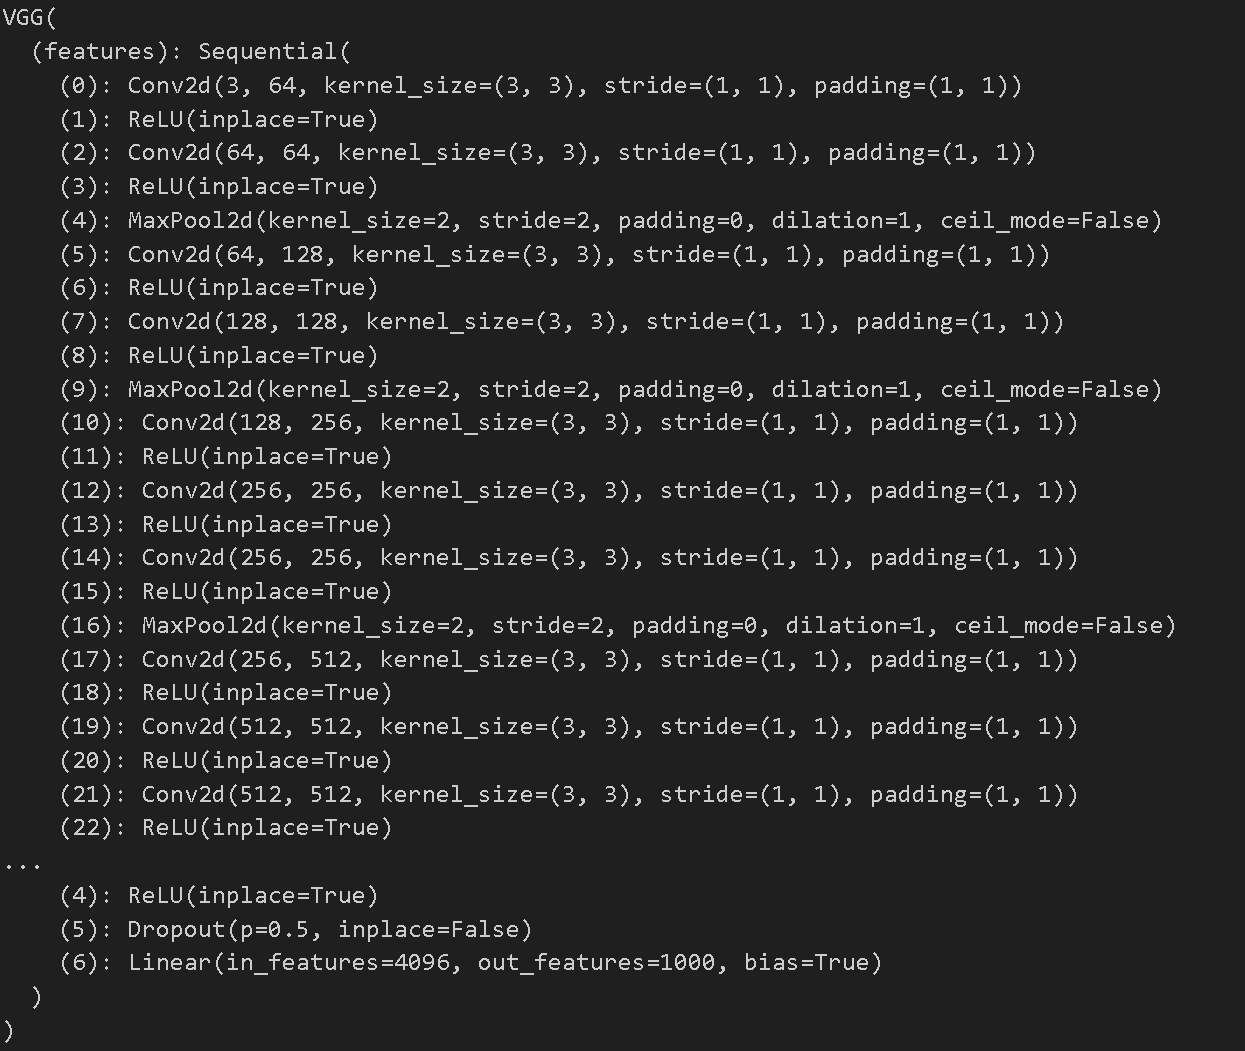 VGG(
  (features): Sequential(
    (0): Conv2d(3, 64, kernel_size=(3, 3), stride=(1, 1), padding=(1, 1))
    (1): ReLU(inplace=True)
    (2): Conv2d(64, 64, kernel_size=(3, 3), stride=(1, 1), padding=(1, 1))
    (3): ReLU(inplace=True)
    (4): MaxPool2d(kernel_size=2, stride=2, padding=0, dilation=1, ceil_mode=False)
    (5): Conv2d(64, 128, kernel_size=(3, 3), stride=(1, 1), padding=(1, 1))
    (6): ReLU(inplace=True)
    (7): Conv2d(128, 128, kernel_size=(3, 3), stride=(1, 1), padding=(1, 1))
    (8): ReLU(inplace=True)
    (9): MaxPool2d(kernel_size=2, stride=2, padding=0, dilation=1, ceil_mode=False)
    (10): Conv2d(128, 256, kernel_size=(3, 3), stride=(1, 1), padding=(1, 1))
    (11): ReLU(inplace=True)
    (12): Conv2d(256, 256, kernel_size=(3, 3), stride=(1, 1), padding=(1, 1))
    (13): ReLU(inplace=True)
    (14): Conv2d(256, 256, kernel_size=(3, 3), stride=(1, 1), padding=(1, 1))
    (15): ReLU(inplace=True)
    (16): MaxPool2d(kernel_size=2, stride=2, padding=0, dilation=1, ceil_mode=False)
    (17): Conv2d(256, 512, kernel_size=(3, 3), stride=(1, 1), padding=(1, 1))
    (18): ReLU(inplace=True)
    (19): Conv2d(512, 512, kernel_size=(3, 3), stride=(1, 1), padding=(1, 1))
    (20): ReLU(inplace=True)
    (21): Conv2d(512, 512, kernel_size=(3, 3), stride=(1, 1), padding=(1, 1))
    (22): ReLU(inplace=True)
...
    (4): ReLU(inplace=True)
    (5): Dropout(p=0.5, inplace=False)
    (6): Linear(in_features=4096, out_features=1000, bias=True)
  )
)